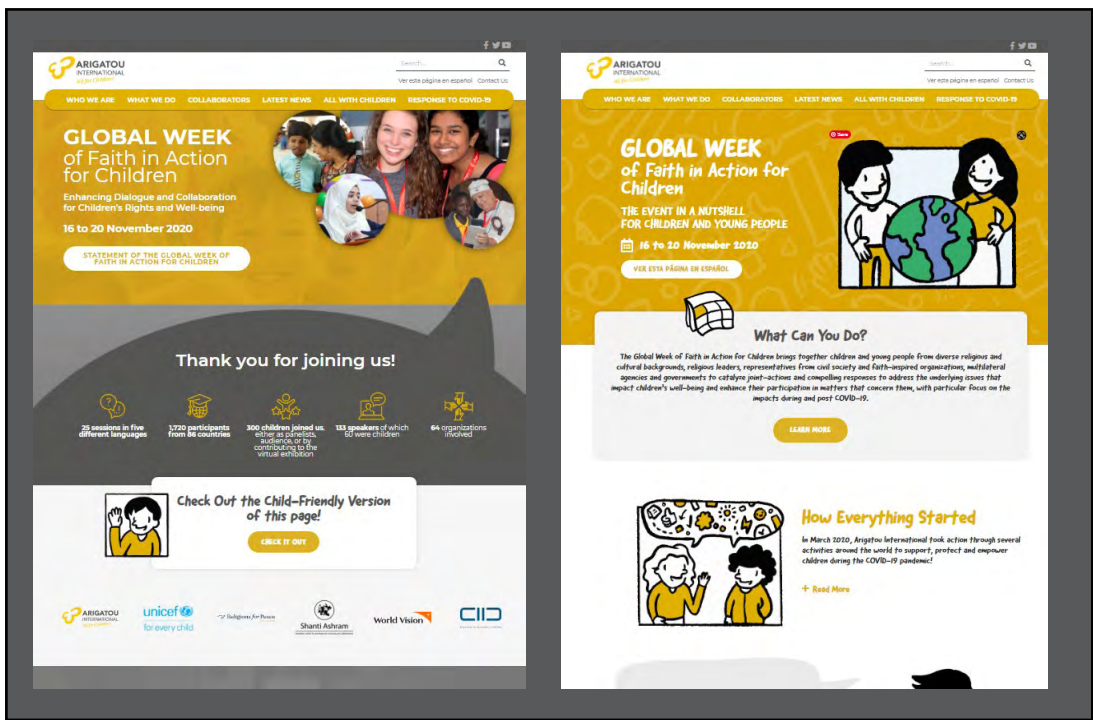 ARIGATOU
INTERNATIONAL
All for Children
Search...
Ver esta página en español Contact Us
WHO WE ARE WHAT WE DO COLLABORATORS LATEST NEWS ALL WITH CHILDREN RESPONSE TO COVID-19
GLOBAL WEEK
of Faith in Action
for Children
Enhancing Dialogue and Collaboration
for Children's Rights and Well-being
16 to 20 November 2020
STATEMENT OF THE GLOBAL WEEK OF
FAITH IN ACTION FOR CHILDREN
Thank you for joining us!
25 sessions in five
different languages
1,720 participants
from 86 countries
300 children joined us,
either as panelists,
audience, or by
contributing to the
virtual exhibition
133 speakers of which
60 were children
64 organizations
involved
Check Out the Child-Friendly Version
of this page!
CHECK IT OUT
ARIGATOU
INTERNATIONAL
unicef
for every child
Religions for Peace
Shanti Ashram
World Vision
CIID
ARIGATOU
INTERNATIONAL
All for Children
Search...
Ver esta página en español Contact Us
WHO WE ARE WHAT WE DO COLLABORATORS LATEST NEWS ALL WITH CHILDREN RESPONSE TO COVID-19
Save
GLOBAL WEEK
of Faith in Action for
Children
THE EVENT IN A NUTSHELL
FOR CHILDREN AND YOUNG PEOPLE
16 to 20 November 2020
VER ESTA PÁGINA EN ESPAÑOL
What Can You Do?
The Global Week of Faith in Action for Children brings together children and young people from diverse religious and
cultural backgrounds, religious leaders, representatives from civil society and faith-inspired organizations, multilateral
agencies and governments to catalyze joint-actions and compelling responses to address the underlying issues that
impact children's well-being and enhance their participation in matters that concern them, with particular focus on the
impacts during and post COVID-19.
LEARN MORE
How Everything Started
In March 2020, Arigatou International took action through several
activities around the world to support, protect and empower
children during the COVID-19 pandemic!
+ Read More